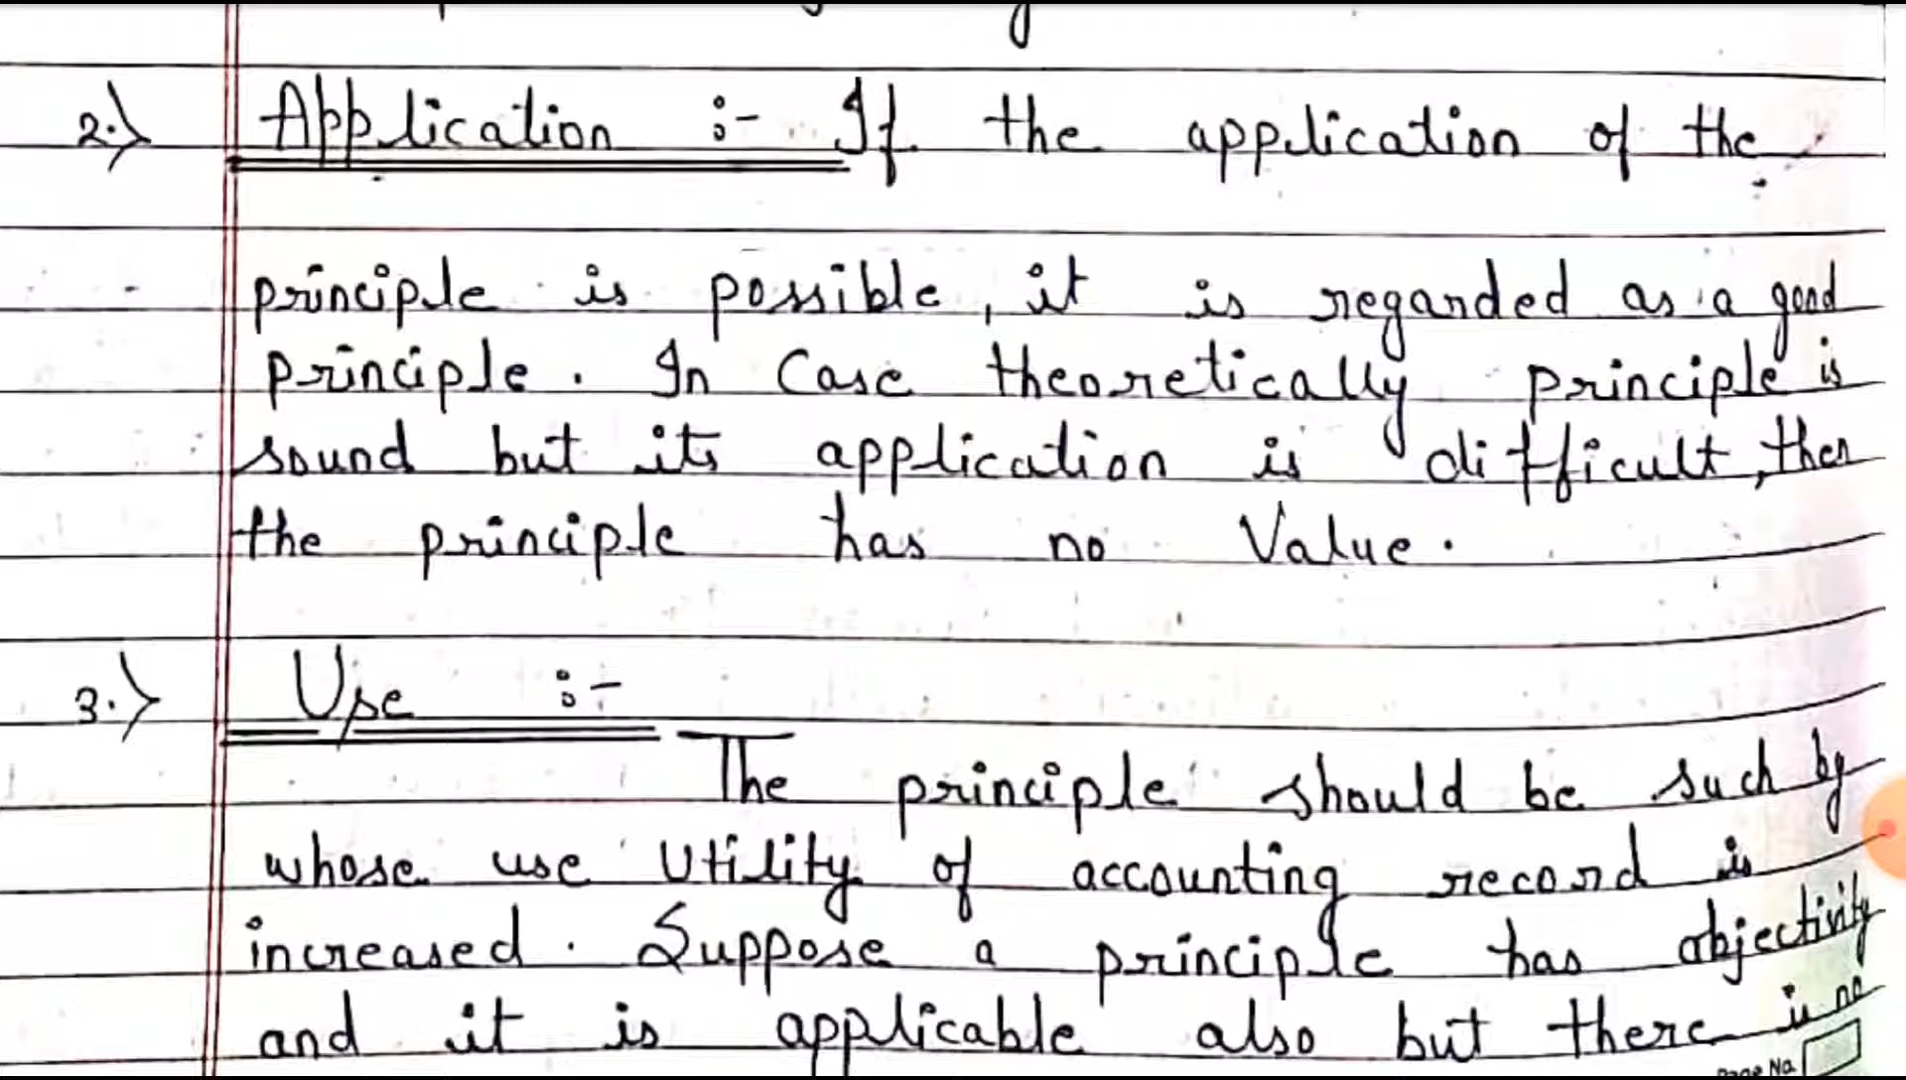 2.) Application :- If the application of the
principle is possible, it is regarded as a good
principle. In Case theoretically principle is
sound but its application is difficult, then
the principle has no Value.
3.) Use :-
The principle should be such by
whose use Utility of accounting record is
increased. Suppose a principle has objectivity
and it is applicable also but there is no
Page No.